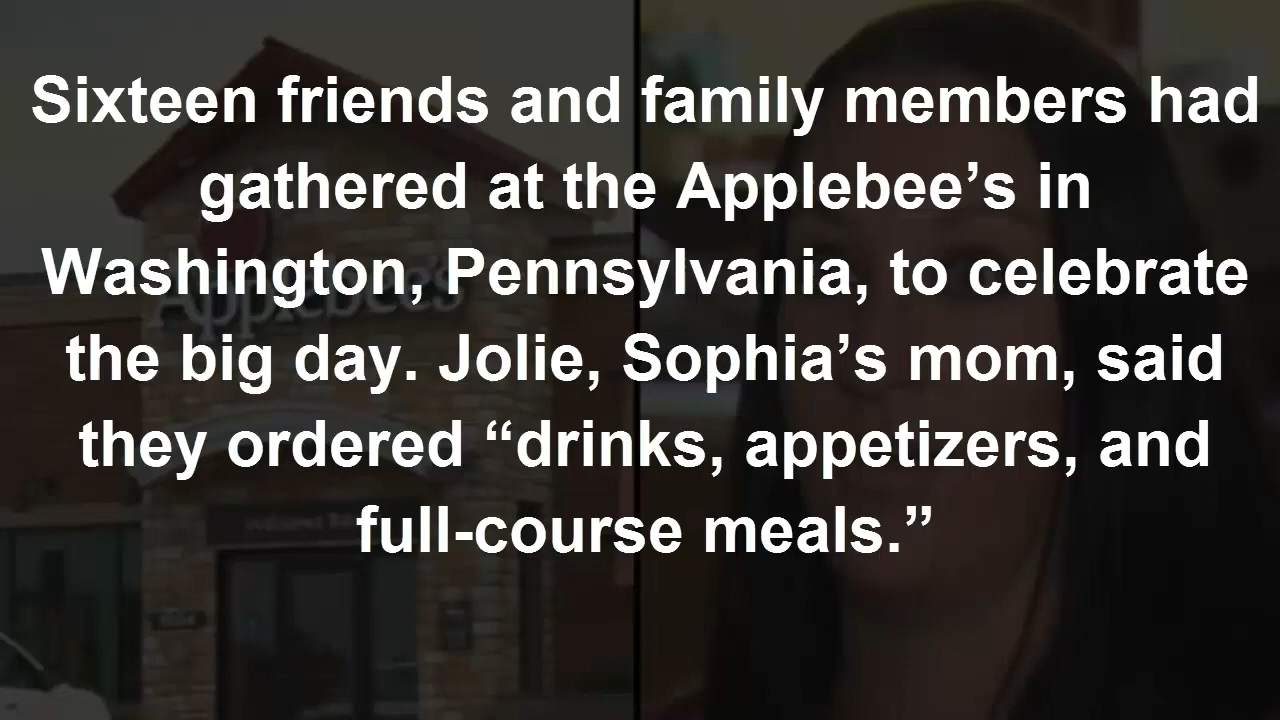 Sixteen friends and family members had
gathered at the Applebee’s in
Washington, Pennsylvania, to celebrate
the big day. Jolie, Sophia’s mom, said
they ordered “drinks, appetizers, and
full-course meals.”
Applebee's